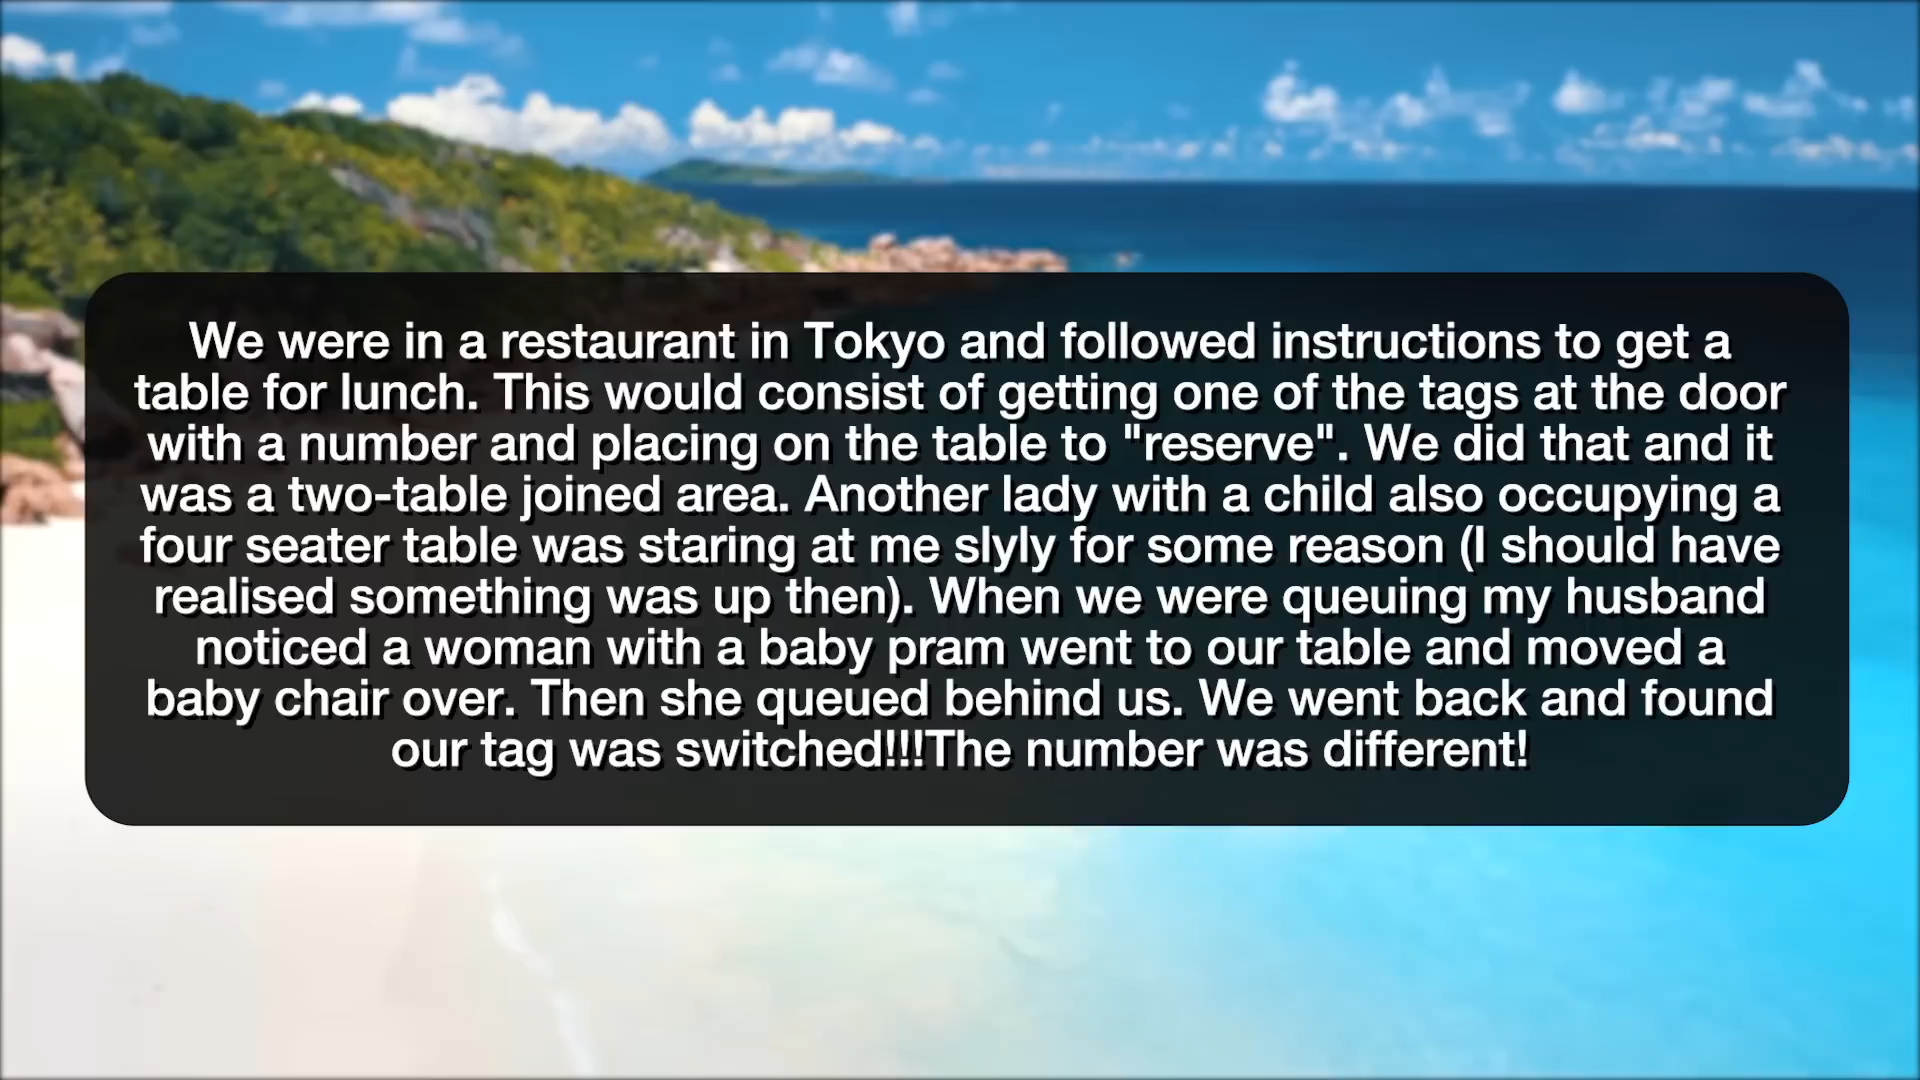 We were in a restaurant in Tokyo and followed instructions to get a
table for lunch. This would consist of getting one of the tags at the door
with a number and placing on the table to "reserve". We did that and it
was a two-table joined area. Another lady with a child also occupying a
four seater table was staring at me slyly for some reason (I should have
realised something was up then). When we were queuing my husband
noticed a woman with a baby pram went to our table and moved a
baby chair over. Then she queued behind us. We went back and found
our tag was switched!!!The number was different!